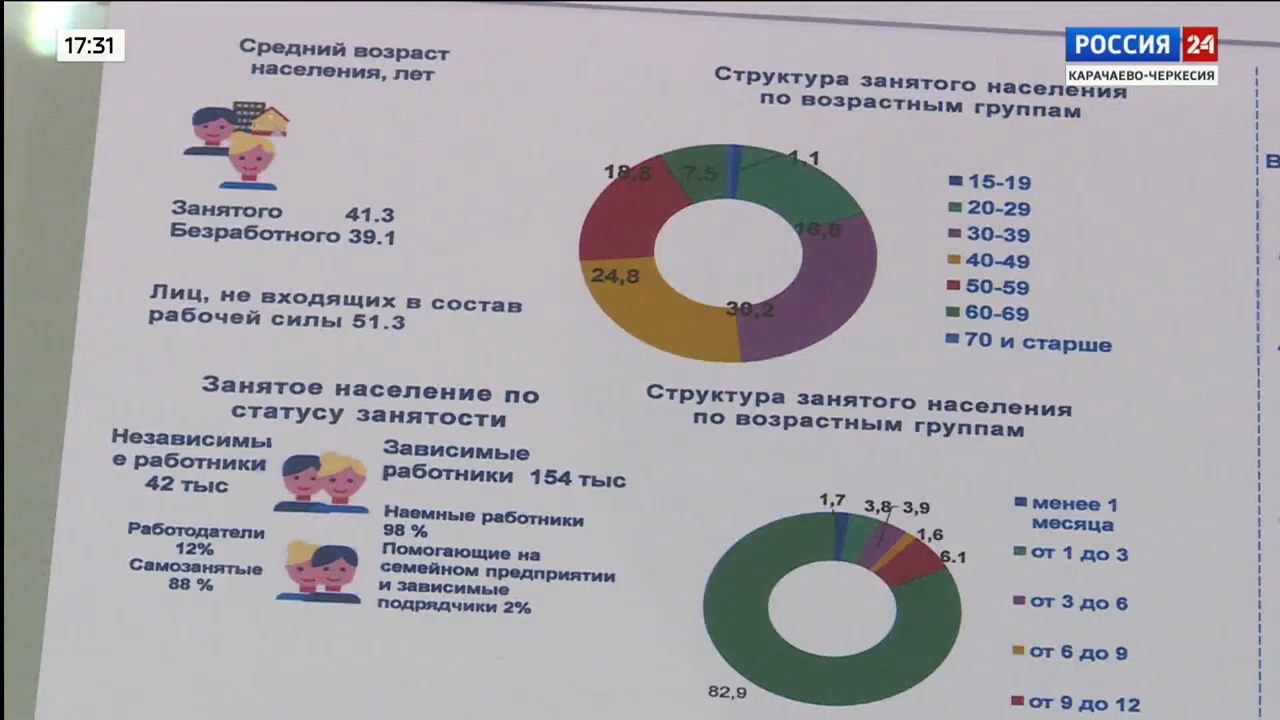 17:31
РОССИЯ 24
КАРАЧАЕВО-ЧЕРКЕСИЯ
Средний возраст
населения, лет
Занятого 41.3
Безработного 39.1
Лиц, не входящих в состав
рабочей силы 51.3
Структура занятого населения
по возрастным группам
1,1
16,8
30,2
24,8
18,8
7.5
15-19
20-29
30-39
40-49
50-59
60-69
70 и старше
Занятое население по
статусу занятости
Независимы
е работники
42 тыс
Работодатели
12%
Самозанятые
88 %
Зависимые
работники 154 тыс
Наемные работники
98 %
Помогающие на
семейном предприятии
и зависимые
подрядчики 2%
Структура занятого населения
по возрастным группам
1,7
3,8
3,9
1,6
6.1
82,9
менее 1
месяца
от 1 до 3
от 3 до 6
от 6 до 9
от 9 до 12
В